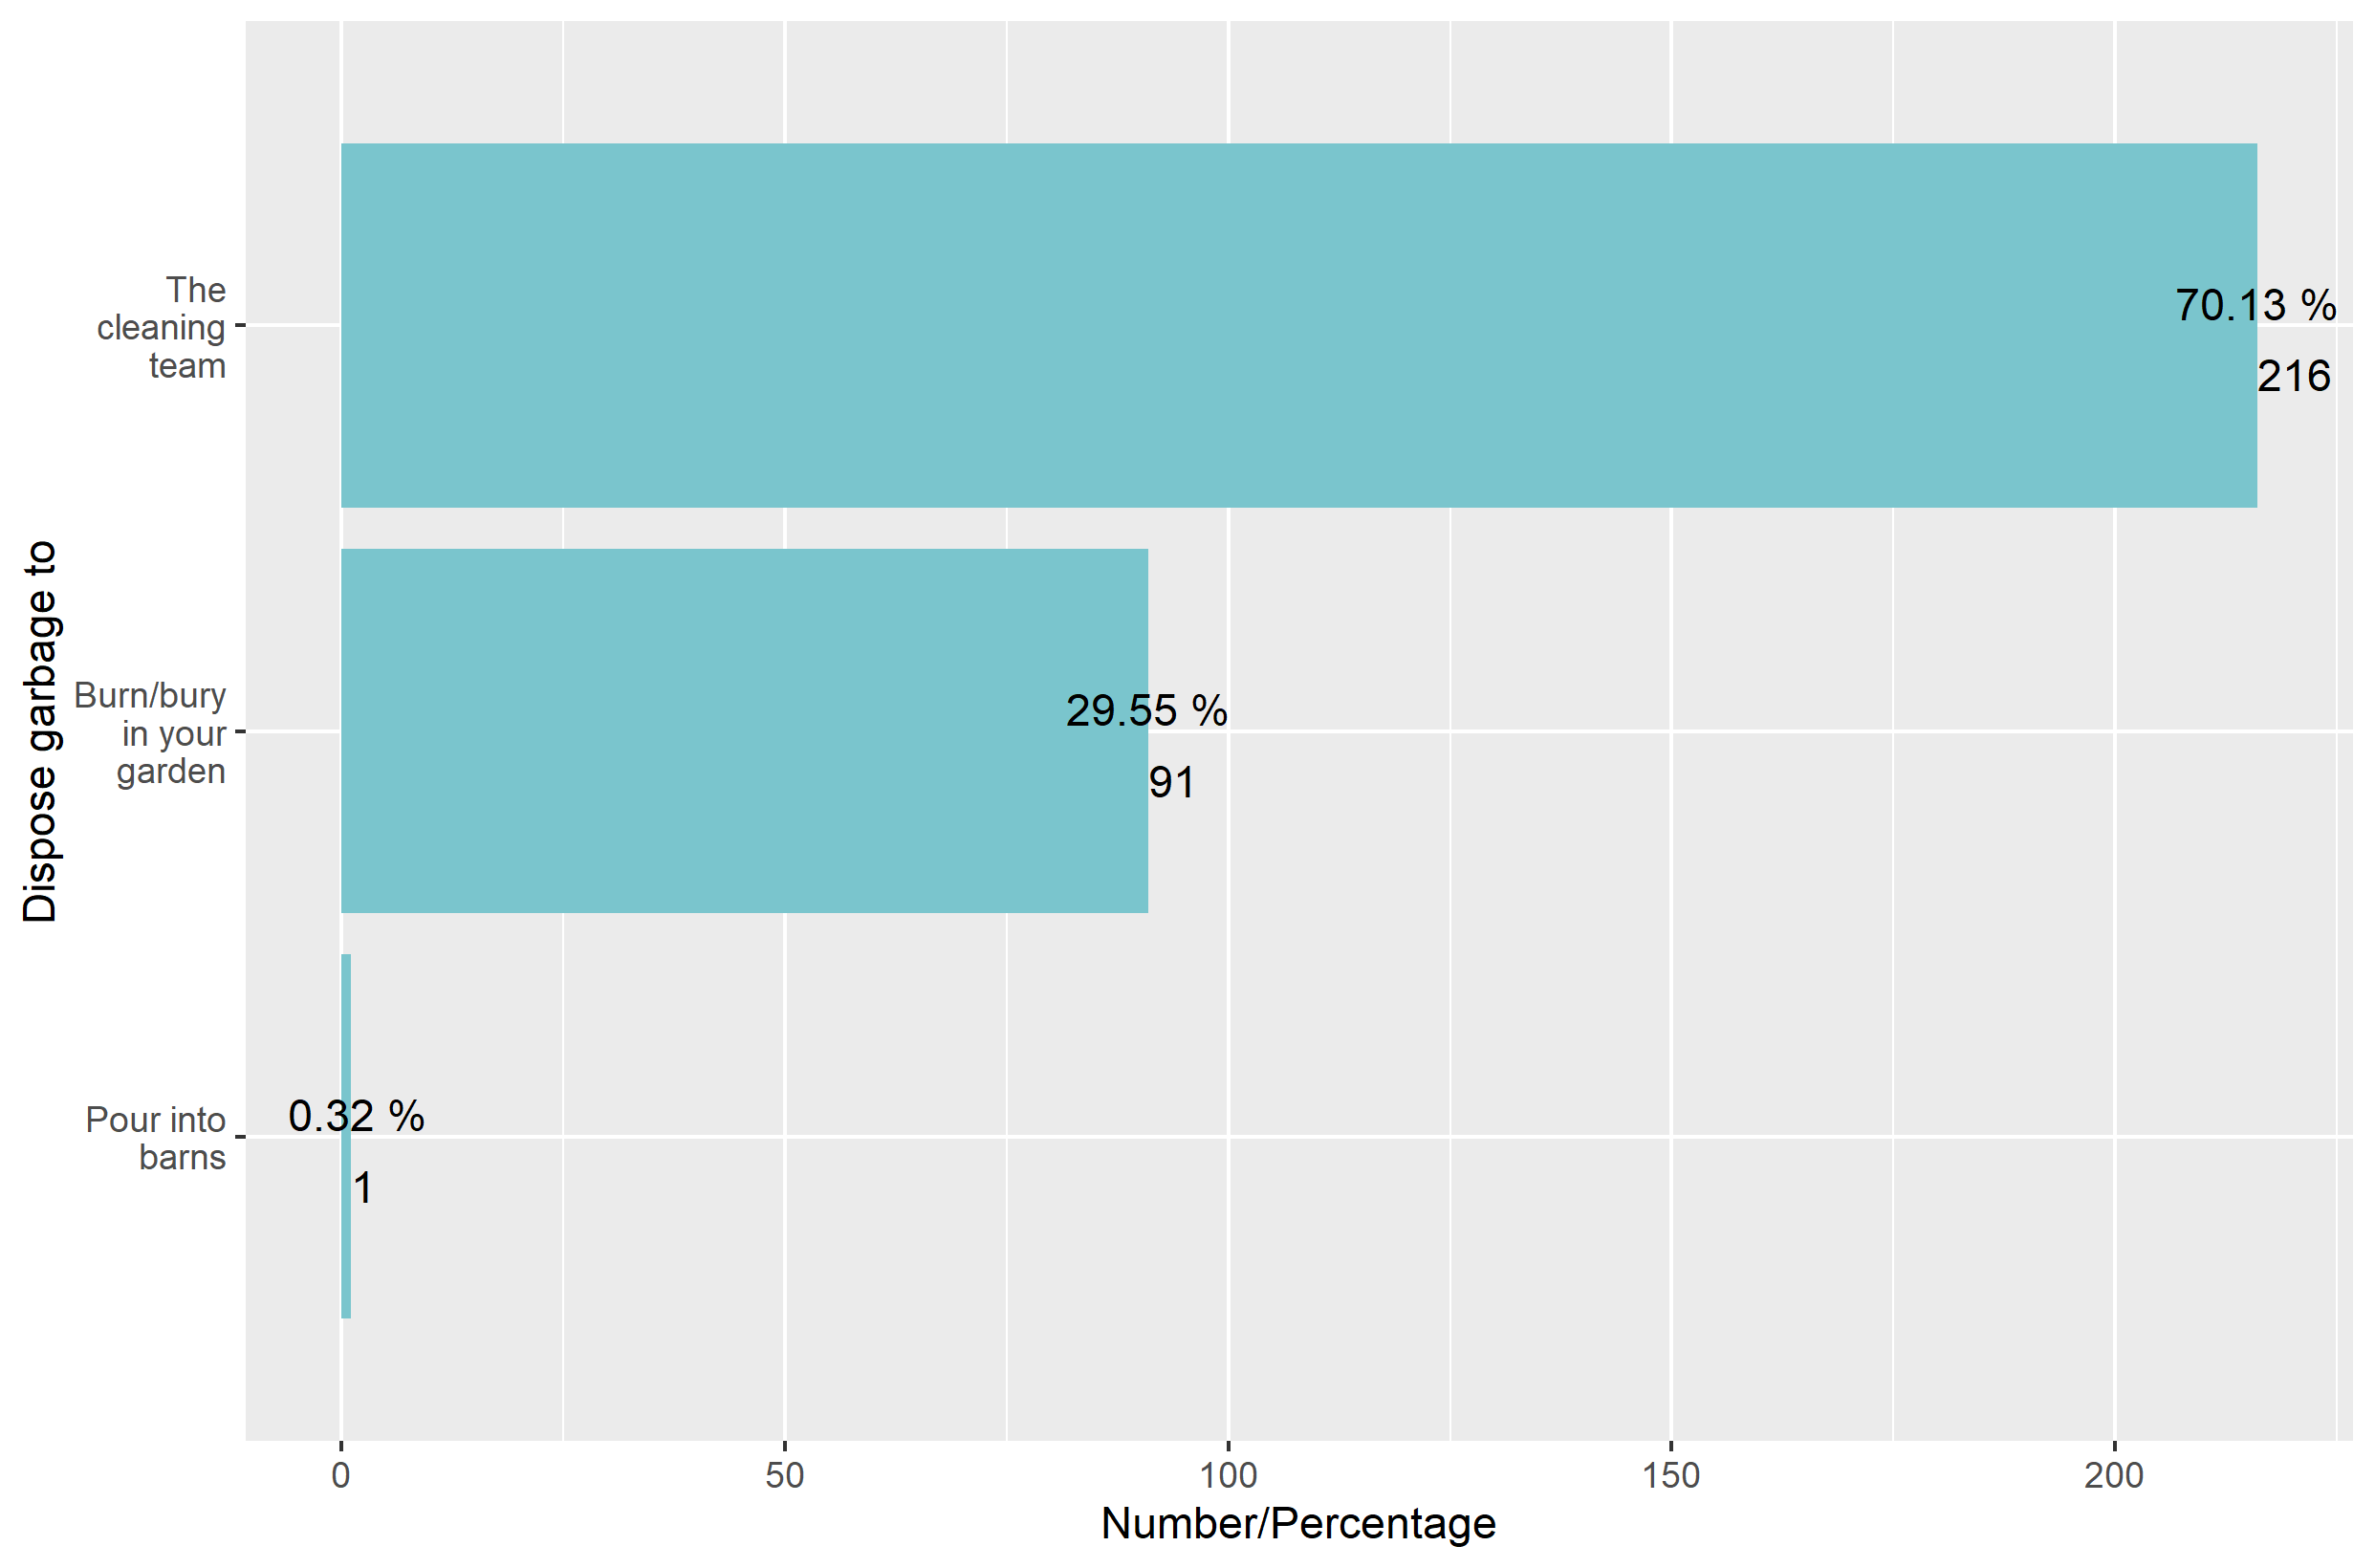 Dispose garbage to
The
cleaning
team
70.13 %
216
Burn/bury
in your
garden
29.55 %
91
Pour into
barns
0.32 %
1
0 50 100 150 200
Number/Percentage